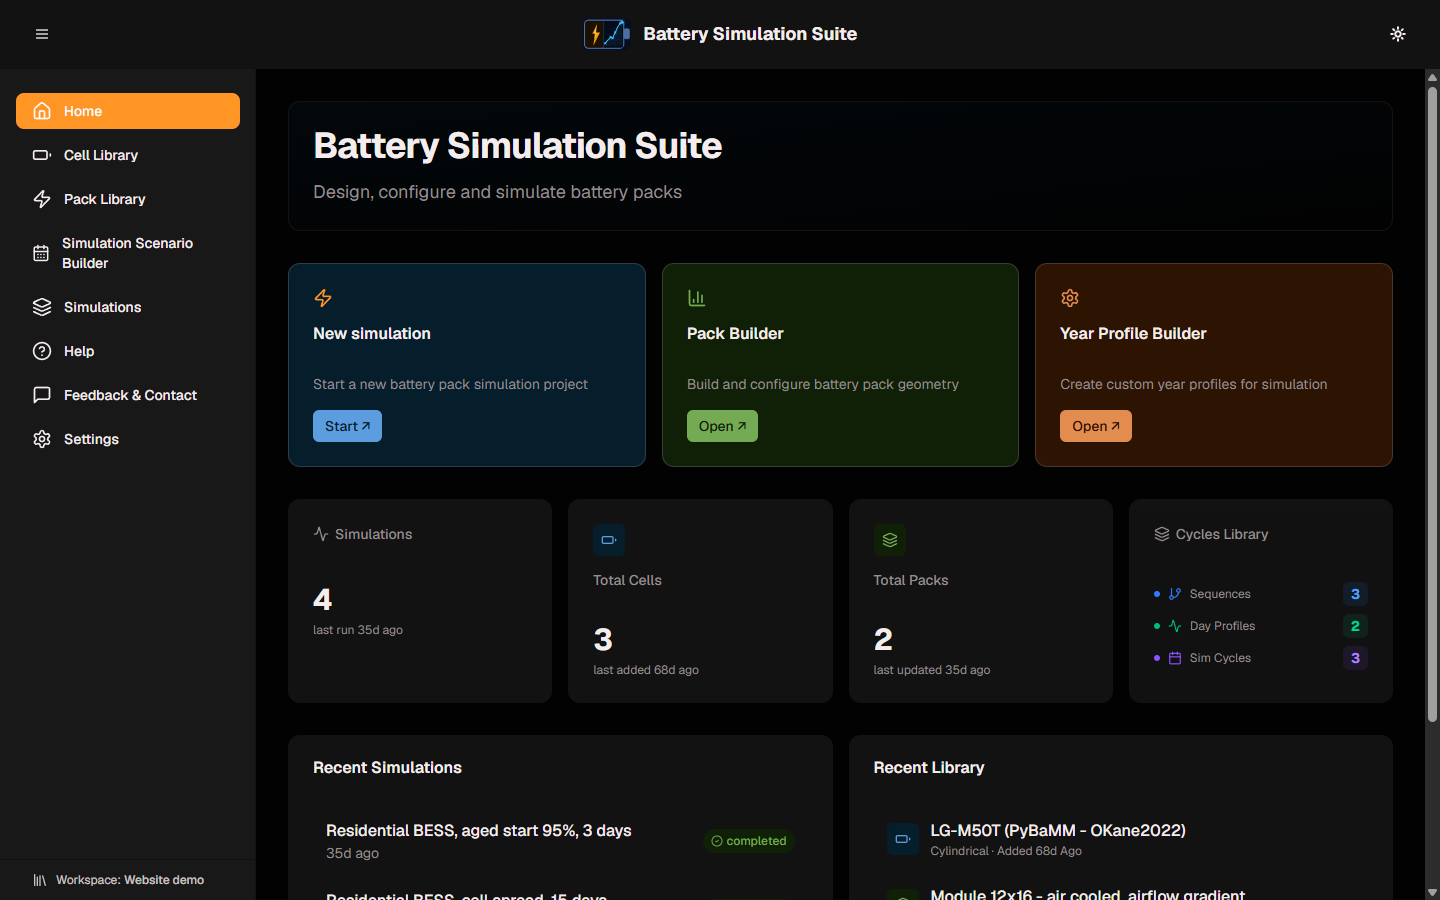 Battery Simulation Suite
Home
Cell Library
Pack Library
Simulation Scenario
Builder
Simulations
Help
Feedback & Contact
Settings
Workspace: Website demo
Battery Simulation Suite
Design, configure and simulate battery packs
New simulation
Start a new battery pack simulation project
Start
Pack Builder
Build and configure battery pack geometry
Open
Year Profile Builder
Create custom year profiles for simulation
Open
Simulations
4
last run 35d ago
Total Cells
3
last added 68d ago
Total Packs
2
last updated 35d ago
Cycles Library
Sequences 3
Day Profiles 2
Sim Cycles 3
Recent Simulations
Residential BESS, aged start 95%, 3 days
35d ago
completed
Residential BESS, cell spread, 15 days
Recent Library
LG-M50T (PyBaMM - OKane2022)
Cylindrical · Added 68d Ago
Module 12x16 - air cooled, airflow gradient